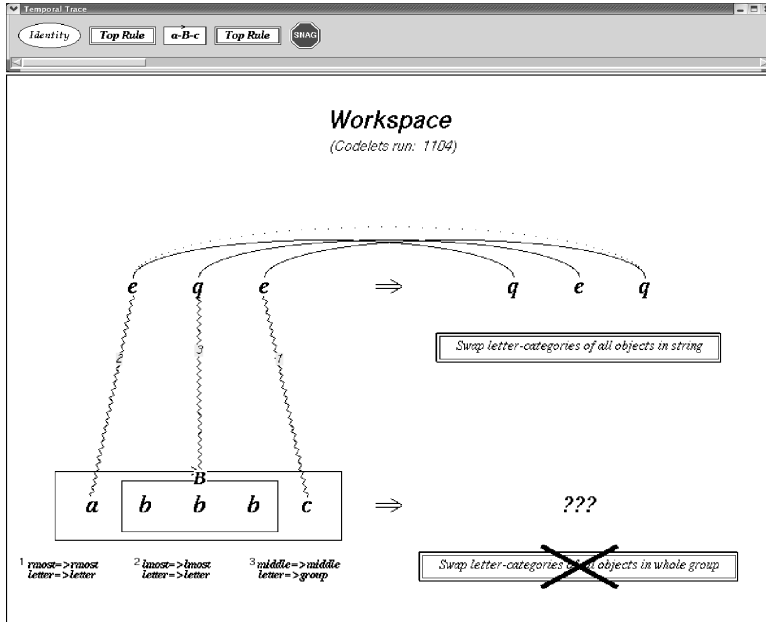 Temporal Trace
Identity
Top Rule
a-B-c
Top Rule
SNAG
Workspace
(Codelets run: 1104)
e q e ⇒ q e q
2 3 1
Swap letter-categories of all objects in string
B
a b b b c ⇒ ???
1 rmost=>rmost
letter=>letter
2 lmost=>lmost
letter=>letter
3 middle=>middle
letter=>group
Swap letter-categories of all objects in whole group